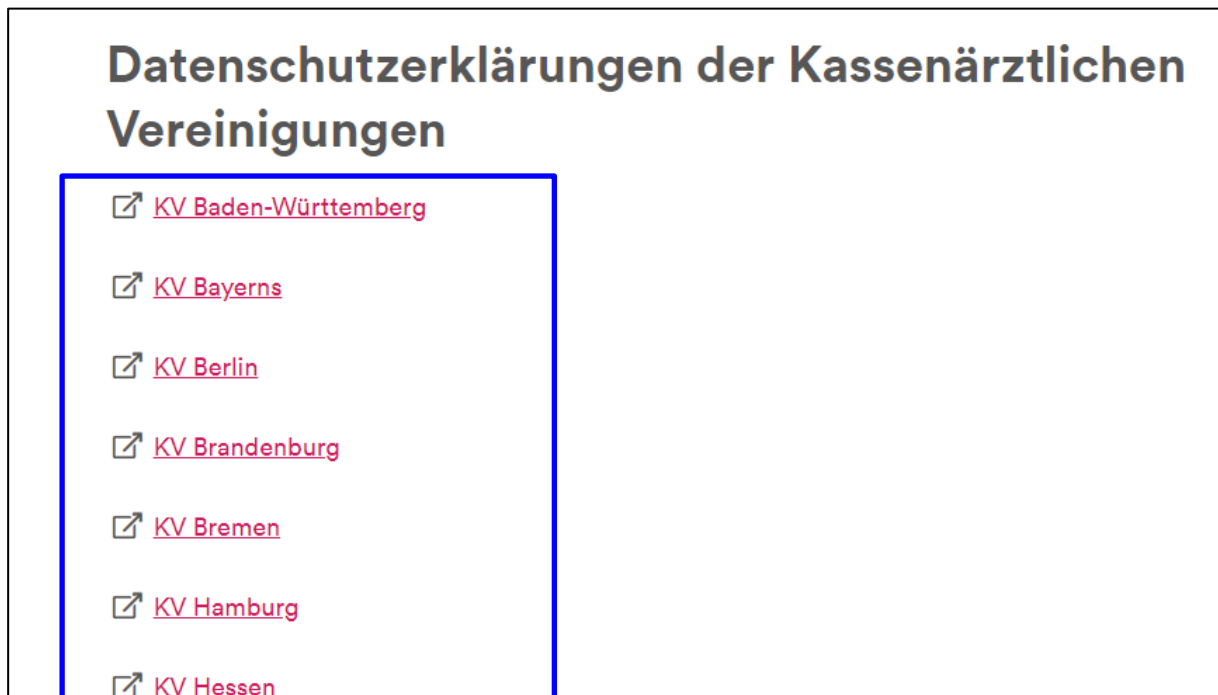 Datenschutzerklärungen der Kassenärztlichen
Vereinigungen
KV Baden-Württemberg
KV Bayerns
KV Berlin
KV Brandenburg
KV Bremen
KV Hamburg
KV Hessen